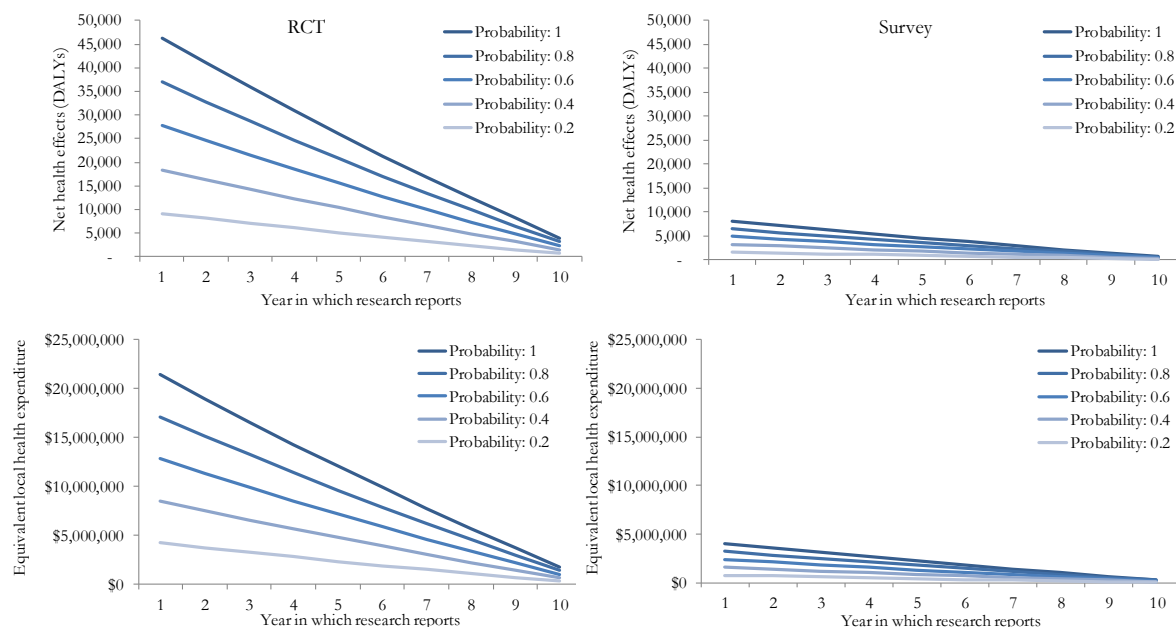 RCT
Net health effects (DALYs)
50,000
45,000
40,000
35,000
30,000
25,000
20,000
15,000
10,000
5,000
-
Probability: 1
Probability: 0.8
Probability: 0.6
Probability: 0.4
Probability: 0.2
1 2 3 4 5 6 7 8 9 10
Year in which research reports
Survey
Net health effects (DALYs)
50,000
45,000
40,000
35,000
30,000
25,000
20,000
15,000
10,000
5,000
-
Probability: 1
Probability: 0.8
Probability: 0.6
Probability: 0.4
Probability: 0.2
1 2 3 4 5 6 7 8 9 10
Year in which research reports
Equivalent local health expenditure
$25,000,000
$20,000,000
$15,000,000
$10,000,000
$5,000,000
$0
Probability: 1
Probability: 0.8
Probability: 0.6
Probability: 0.4
Probability: 0.2
1 2 3 4 5 6 7 8 9 10
Year in which research reports
Equivalent local health expenditure
$25,000,000
$20,000,000
$15,000,000
$10,000,000
$5,000,000
$0
Probability: 1
Probability: 0.8
Probability: 0.6
Probability: 0.4
Probability: 0.2
1 2 3 4 5 6 7 8 9 10
Year in which research reports